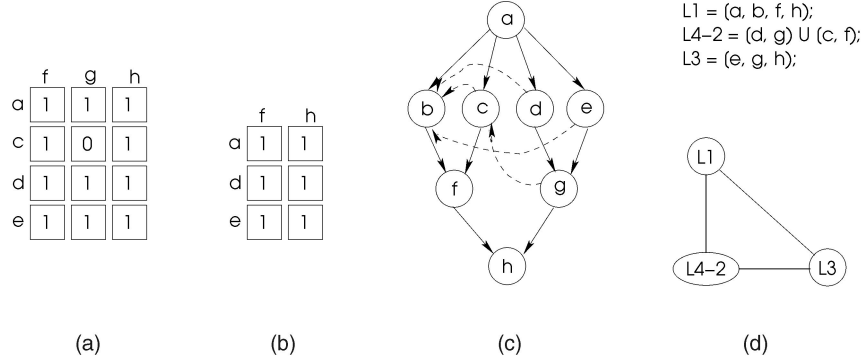 f g h
a 1 1 1
c 1 0 1
d 1 1 1
e 1 1 1
(a)
f h
a 1 1
d 1 1
e 1 1
(b)
a
b c d e
f g
h
(c)
L1 = (a, b, f, h);
L4–2 = (d, g) U (c, f);
L3 = (e, g, h);
L1
L4–2 L3
(d)